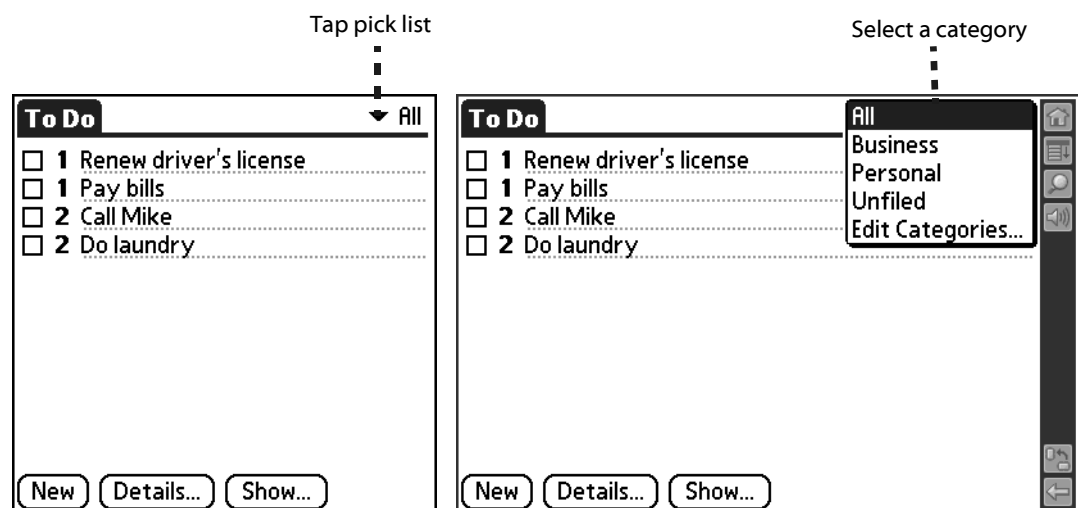 Tap pick list
Select a category
To Do
All
1 Renew driver's license
1 Pay bills
2 Call Mike
2 Do laundry
New
Details...
Show...
To Do
All
Business
Personal
Unfiled
Edit Categories...
1 Renew driver's license
1 Pay bills
2 Call Mike
2 Do laundry
New
Details...
Show...